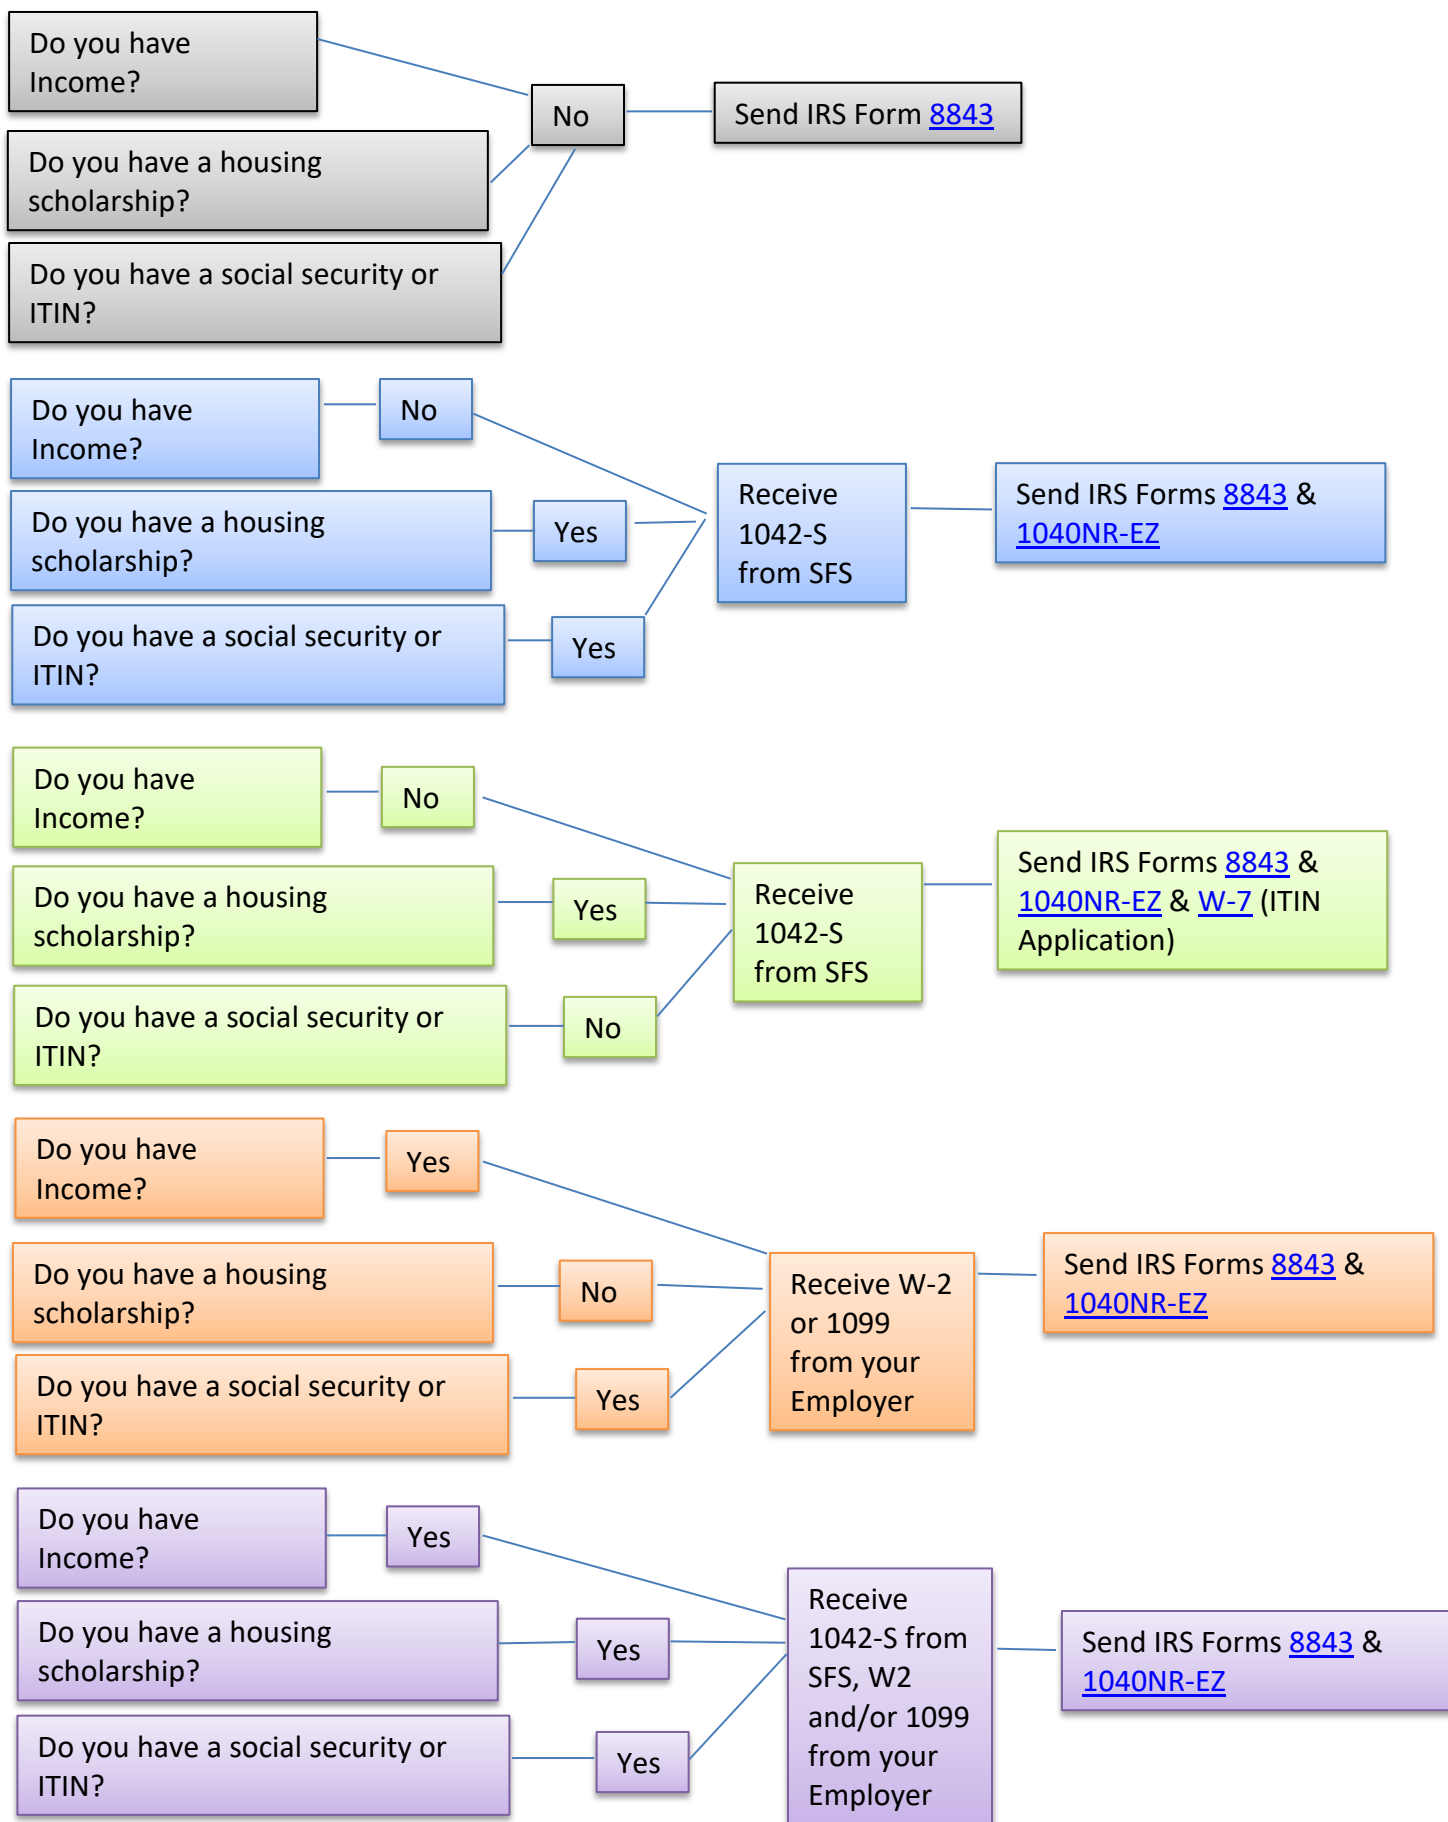 Do you have
Income?
No
Send IRS Form 8843
Do you have a housing
scholarship?
Do you have a social security or
ITIN?
Do you have
Income?
No
Do you have a housing
scholarship?
Yes
Do you have a social security or
ITIN?
Yes
Receive
1042-S
from SFS
Send IRS Forms 8843 &
1040NR-EZ
Do you have
Income?
No
Do you have a housing
scholarship?
Yes
Do you have a social security or
ITIN?
No
Receive
1042-S
from SFS
Send IRS Forms 8843 &
1040NR-EZ & W-7 (ITIN
Application)
Do you have
Income?
Yes
Do you have a housing
scholarship?
No
Do you have a social security or
ITIN?
Yes
Receive W-2
or 1099
from your
Employer
Send IRS Forms 8843 &
1040NR-EZ
Do you have
Income?
Yes
Do you have a housing
scholarship?
Yes
Do you have a social security or
ITIN?
Yes
Receive
1042-S from
SFS, W2
and/or 1099
from your
Employer
Send IRS Forms 8843 &
1040NR-EZ